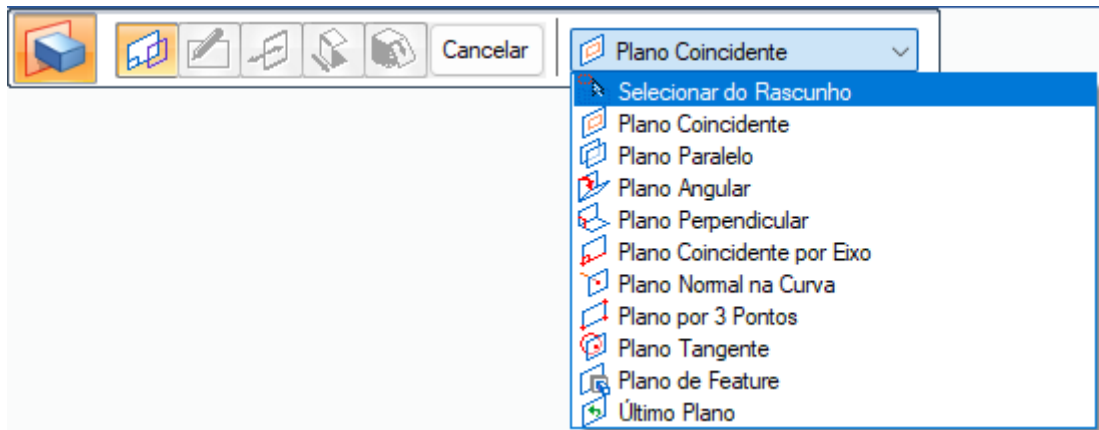 Cancelar
Plano Coincidente
Selecionar do Rascunho
Plano Coincidente
Plano Paralelo
Plano Angular
Plano Perpendicular
Plano Coincidente por Eixo
Plano Normal na Curva
Plano por 3 Pontos
Plano Tangente
Plano de Feature
Último Plano